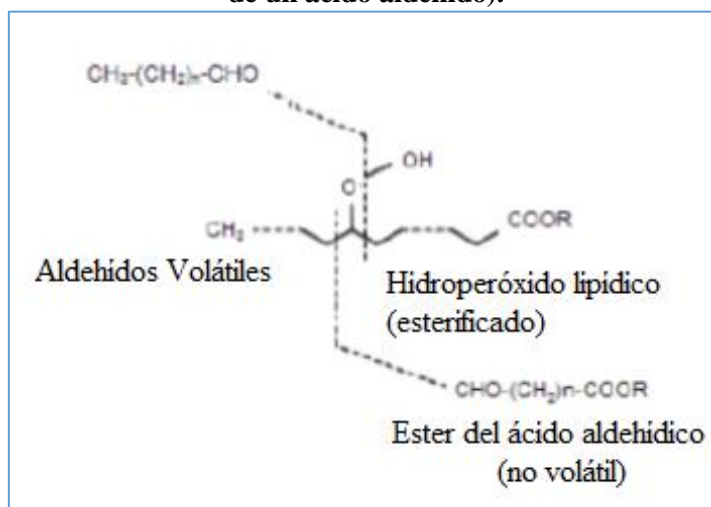 de un ácido aldehído).
CH₃-(CH₂)ₙ-CHO
OH
O
CH₃
COOR
Aldehídos Volátiles
Hidroperóxido lipídico
(esterificado)
CHO-(CH₂)n-COOR
Ester del ácido aldehídico
(no volátil)